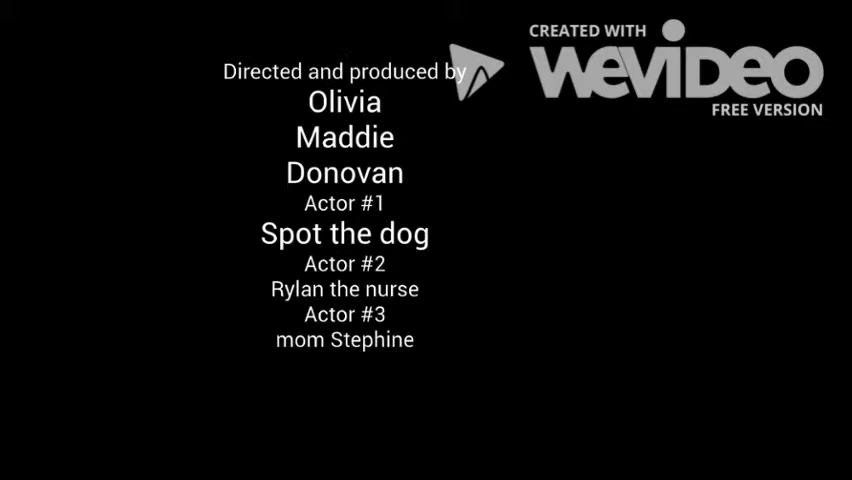 CREATED WITH
WEVIDEO
FREE VERSION
Directed and produced by
Olivia
Maddie
Donovan
Actor #1
Spot the dog
Actor #2
Rylan the nurse
Actor #3
mom Stephine